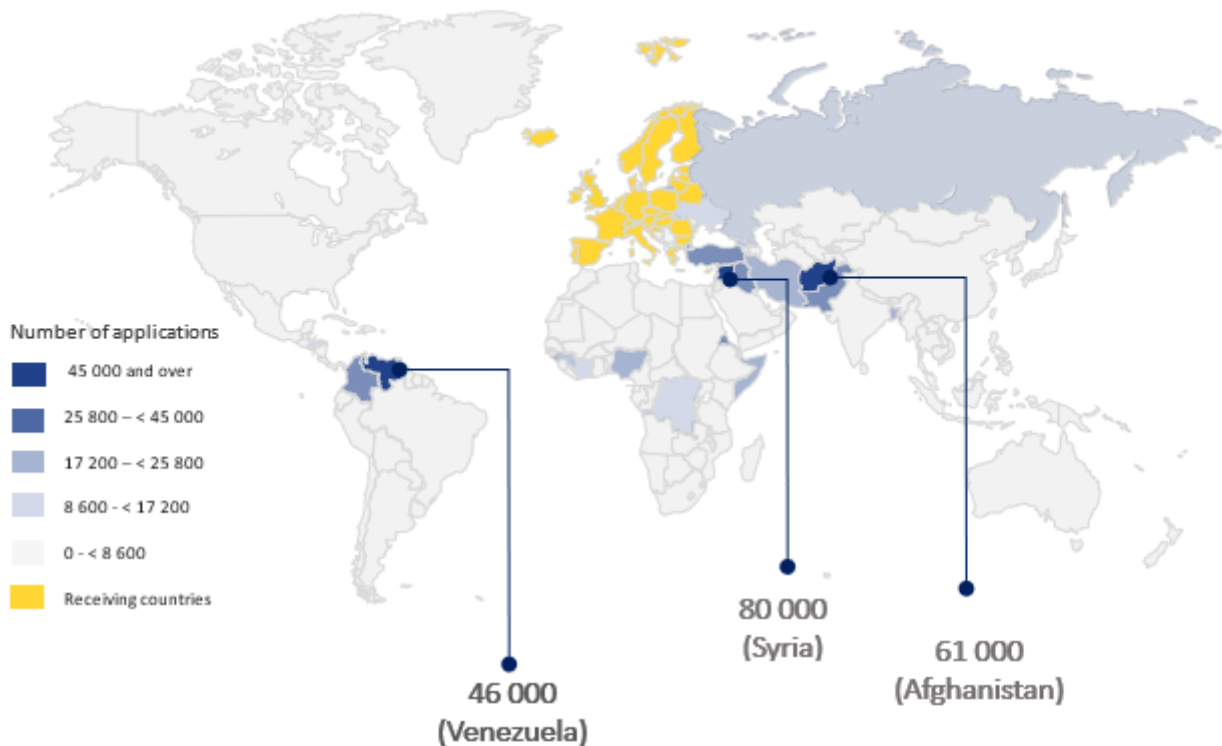 Number of applications
45 000 and over
25 800 – < 45 000
17 200 – < 25 800
8 600 - < 17 200
0 - < 8 600
Receiving countries
46 000
(Venezuela)
80 000
(Syria)
61 000
(Afghanistan)